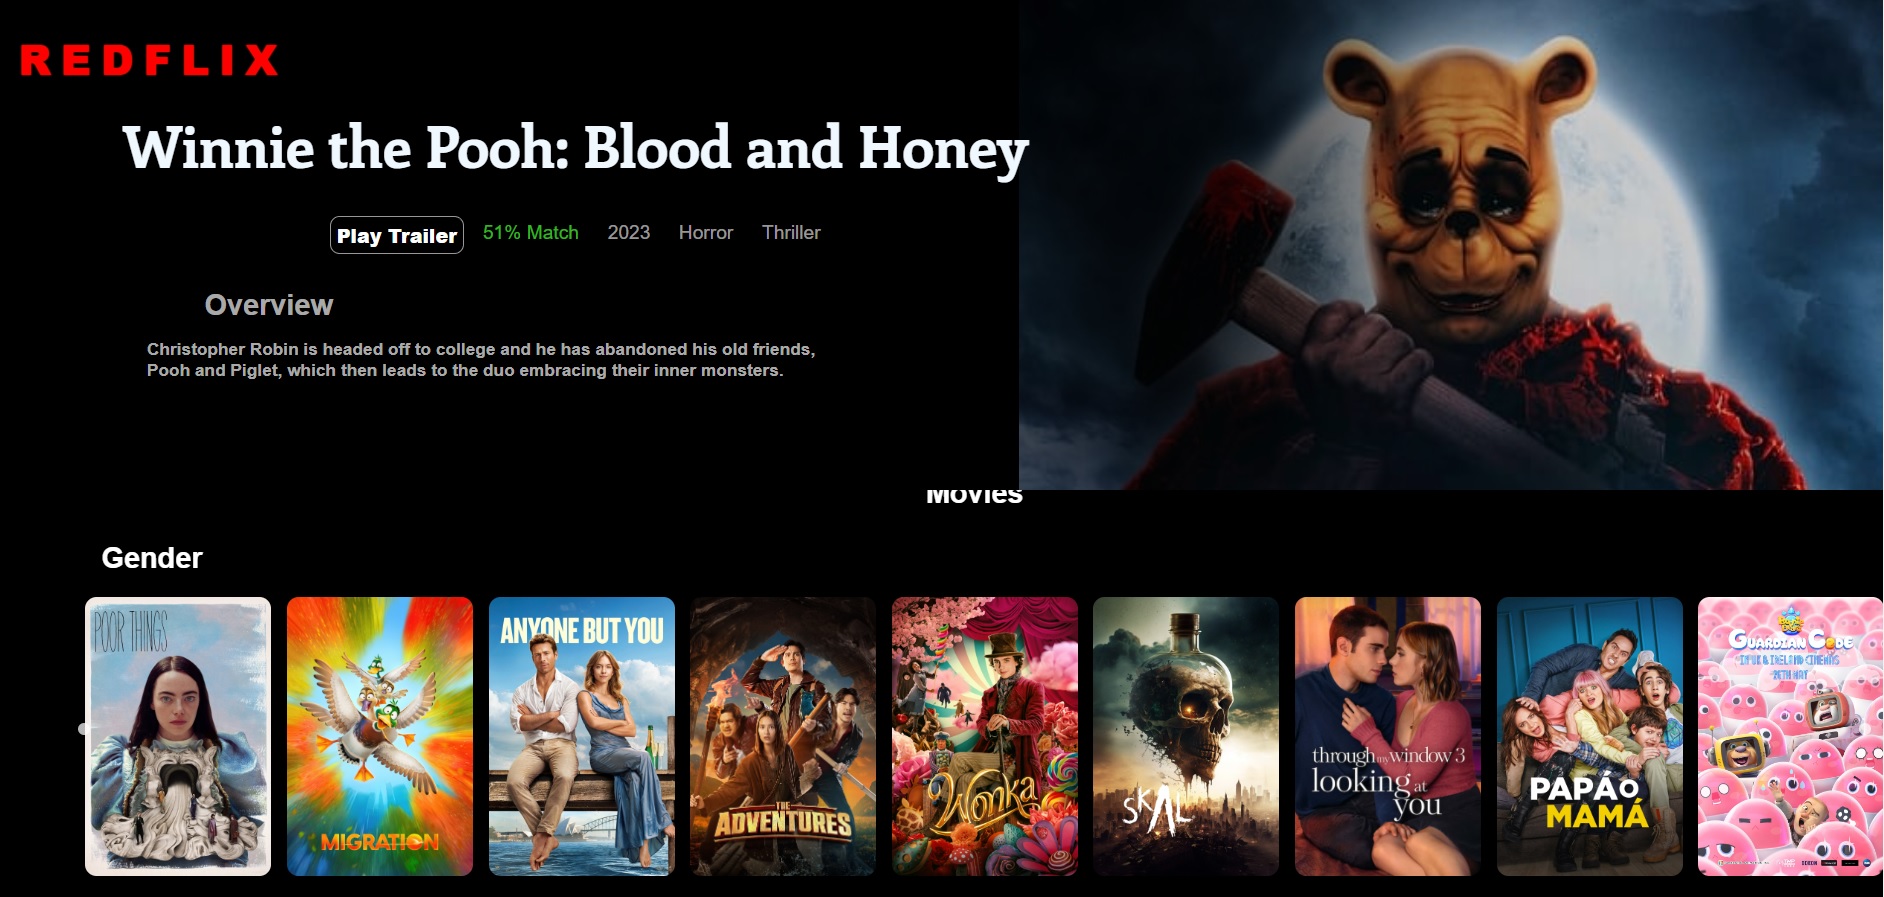 REDFLIX
Winnie the Pooh: Blood and Honey
Play Trailer 51% Match 2023 Horror Thriller
Overview
Christopher Robin is headed off to college and he has abandoned his old friends,
Pooh and Piglet, which then leads to the duo embracing their inner monsters.
Movies
Gender
POOR THINGS
MIGRATION
ANYONE BUT YOU
THE
ADVENTURES
Wonka
SKAL
through my window 3
looking at
you
PAPÁ o
MAMÁ
GUARDIAN CODE
IN UK & IRELAND CINEMAS
26TH MAY